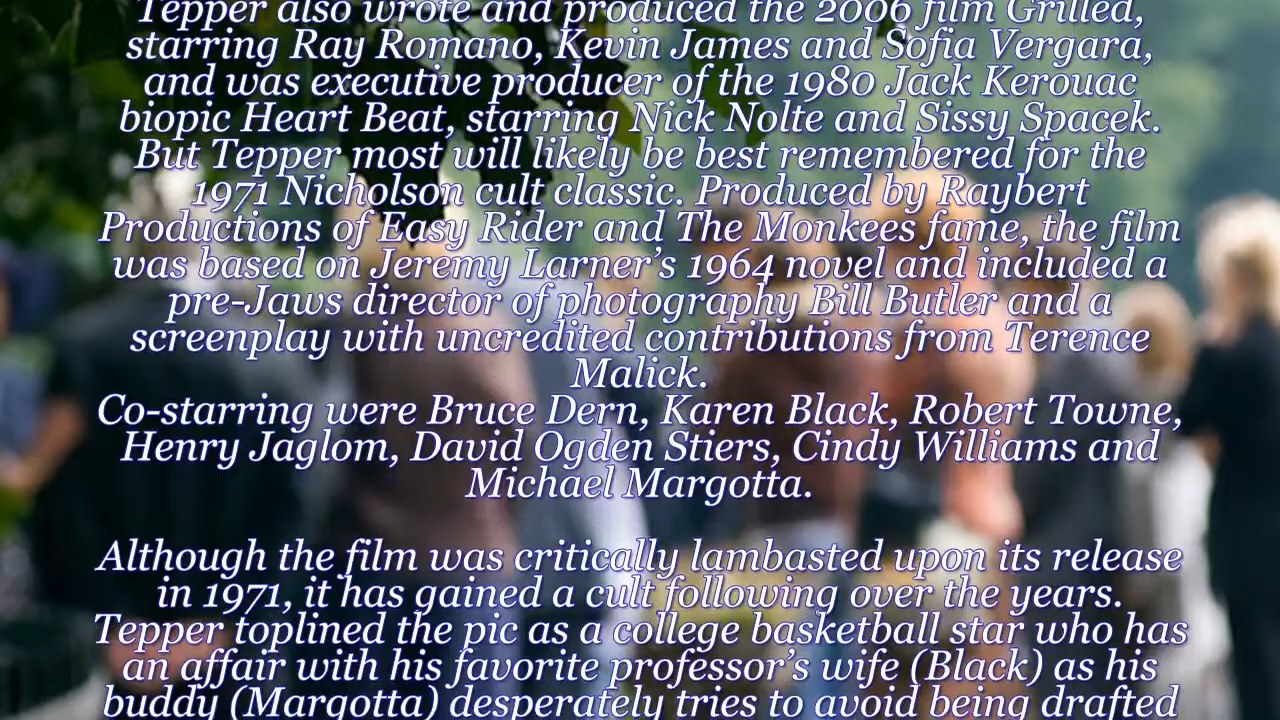 Tepper also wrote and produced the 2006 film Grilled,
starring Ray Romano, Kevin James and Sofia Vergara,
and was executive producer of the 1980 Jack Kerouac
biopic Heart Beat, starring Nick Nolte and Sissy Spacek.
But Tepper most will likely be best remembered for the
1971 Nicholson cult classic. Produced by Raybert
Productions of Easy Rider and The Monkees fame, the film
was based on Jeremy Larner’s 1964 novel and included a
pre-Jaws director of photography Bill Butler and a
screenplay with uncredited contributions from Terence
Malick.
Co-starring were Bruce Dern, Karen Black, Robert Towne,
Henry Jaglom, David Ogden Stiers, Cindy Williams and
Michael Margotta.
Although the film was critically lambasted upon its release
in 1971, it has gained a cult following over the years.
Tepper toplined the pic as a college basketball star who has
an affair with his favorite professor’s wife (Black) as his
buddy (Margotta) desperately tries to avoid being drafted